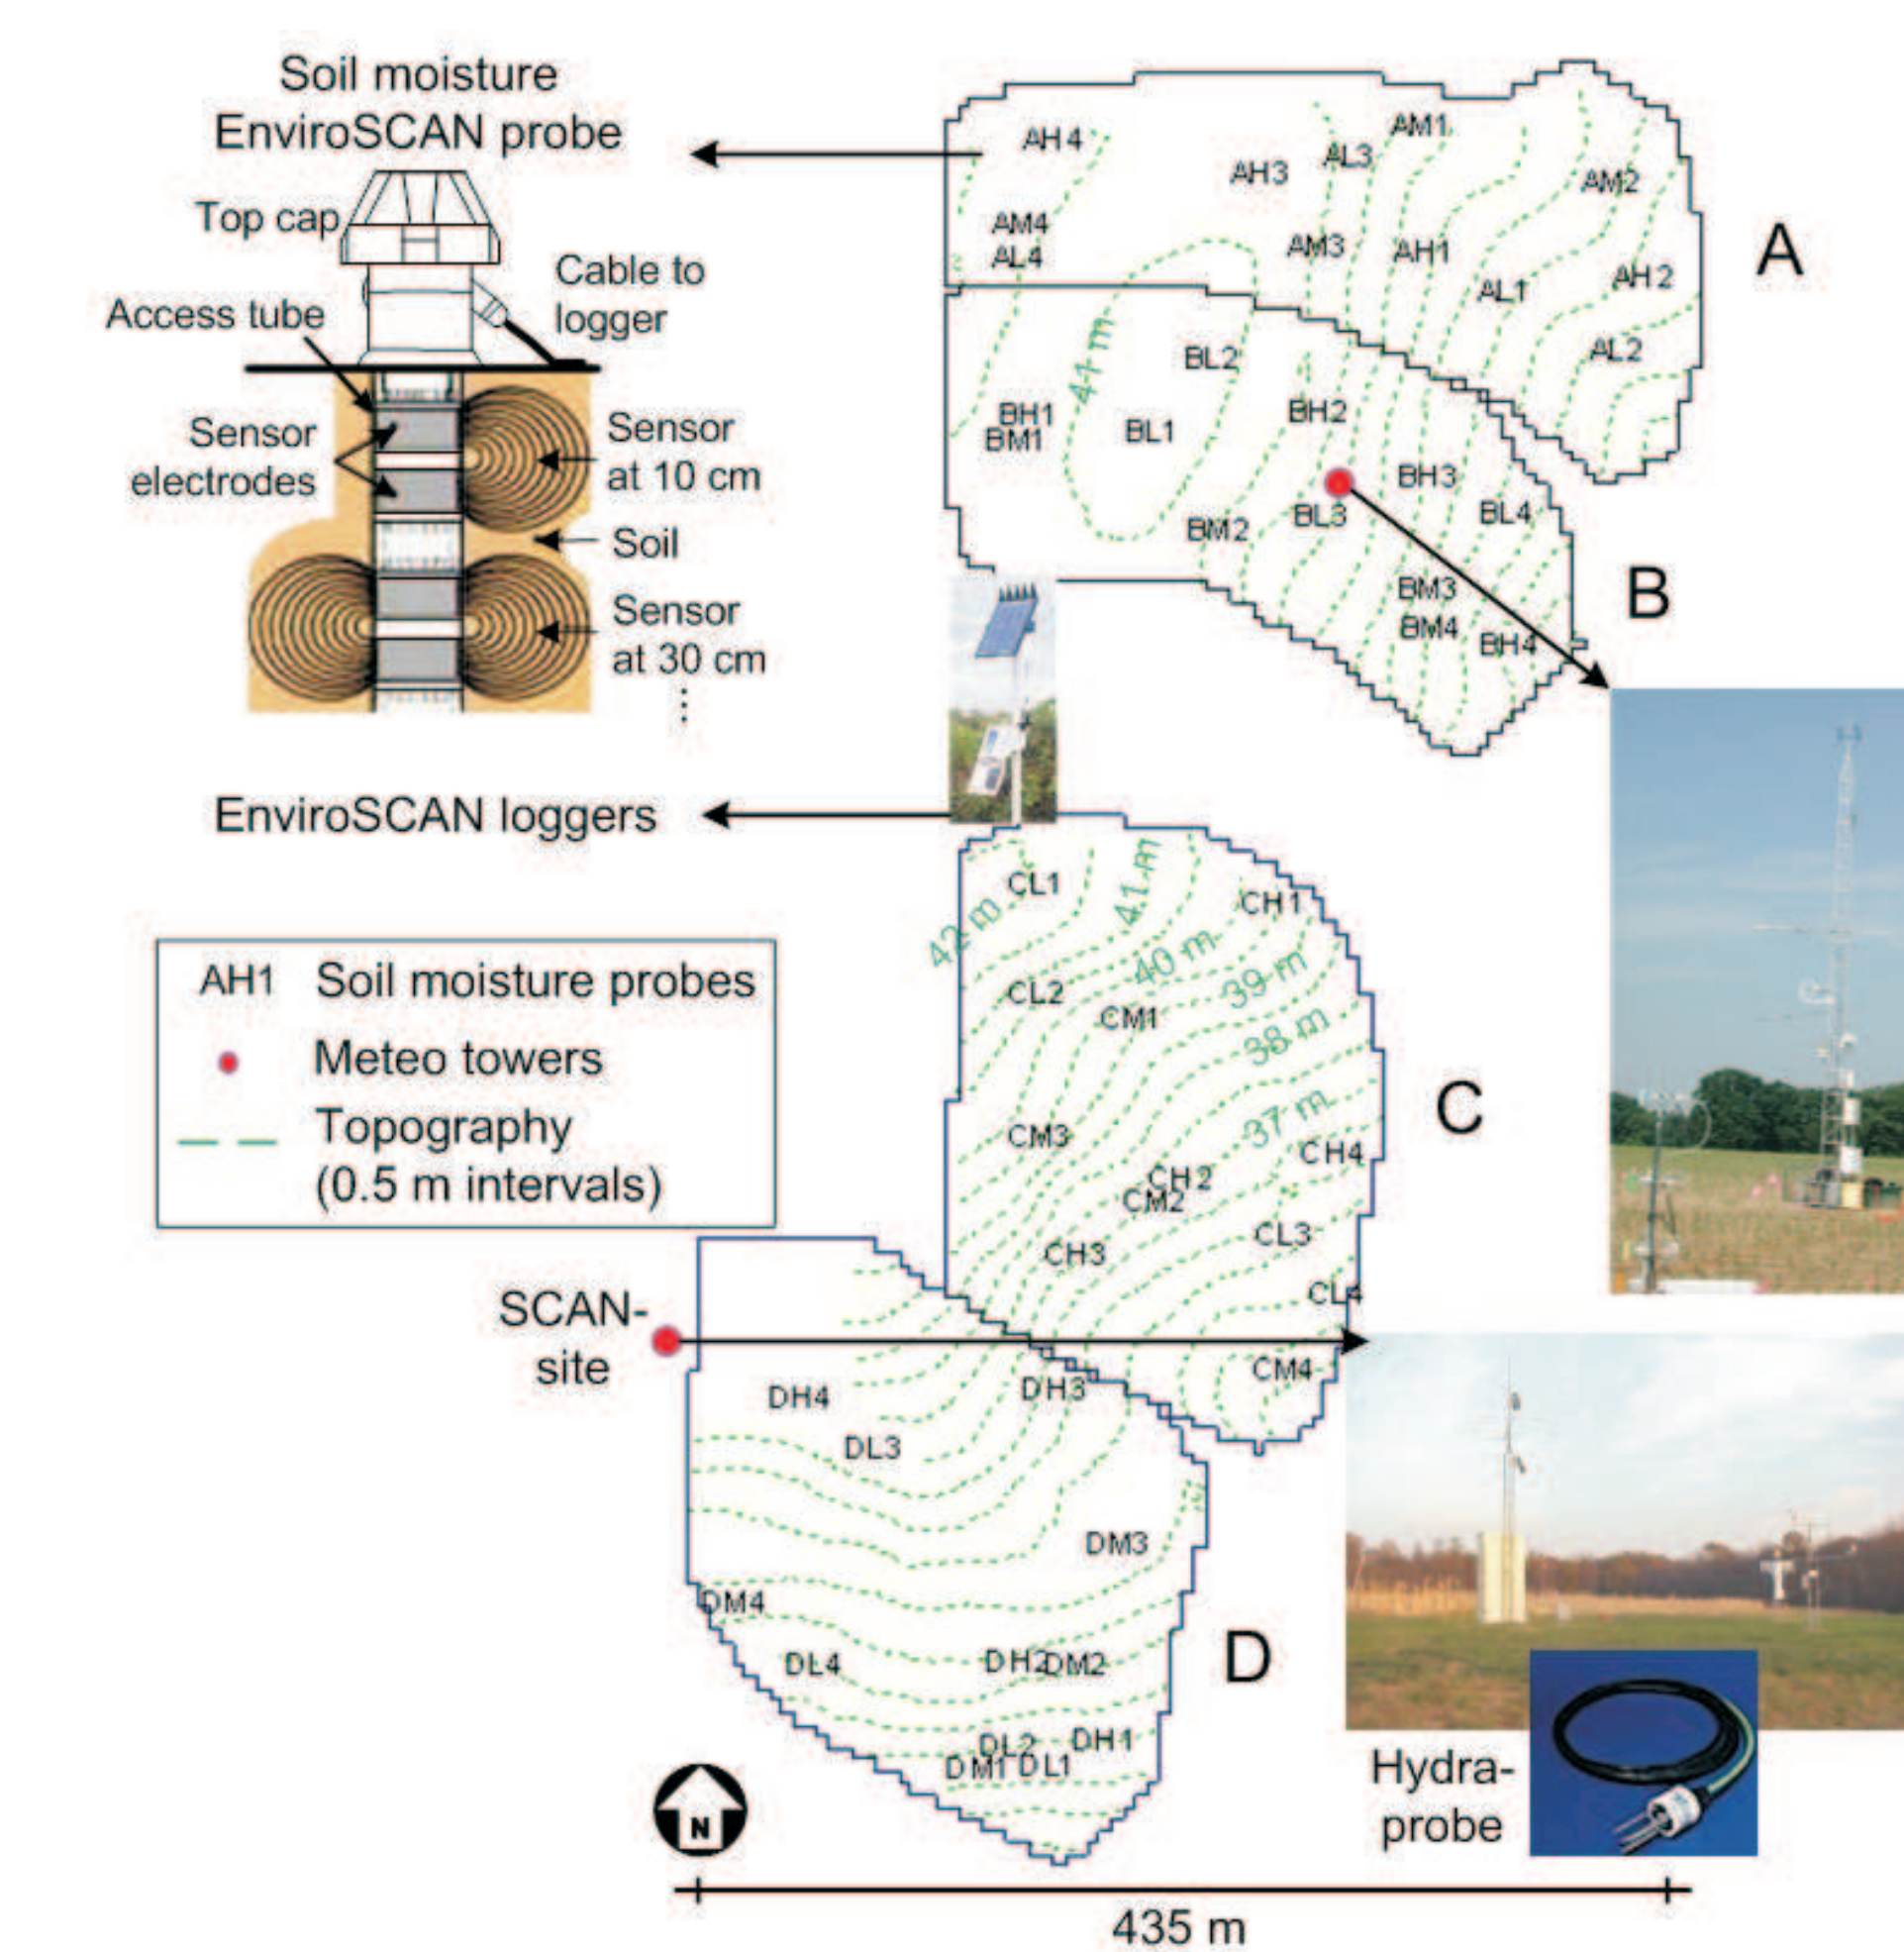 Soil moisture
EnviroSCAN probe
Top cap
Cable to
logger
Access tube
Sensor
electrodes
Sensor
at 10 cm
Soil
Sensor
at 30 cm
EnviroSCAN loggers
AH1 Soil moisture probes
Meteo towers
Topography
(0.5 m intervals)
SCAN-
site
AH4
AM1
AL3
AH3
AM2
AM4
AM3
AH1
AL4
AL1
AH2
AL2
A
41 m
BL2
BH1
BH2
BM1
BL1
BH3
BM2
BL3
BL4
BM3
BM4
BH4
B
CL1
41 m
CH1
42 m
40 m
39 m
CL2
CM1
38 m
37 m
CM3
CH4
CH2
CM2
CL3
CH3
CL4
CM4
C
DH4
DH3
DL3
DM3
DM4
DL4
DH2
DM2
DL2
DH1
DM1
DL1
D
N
Hydra-
probe
435 m